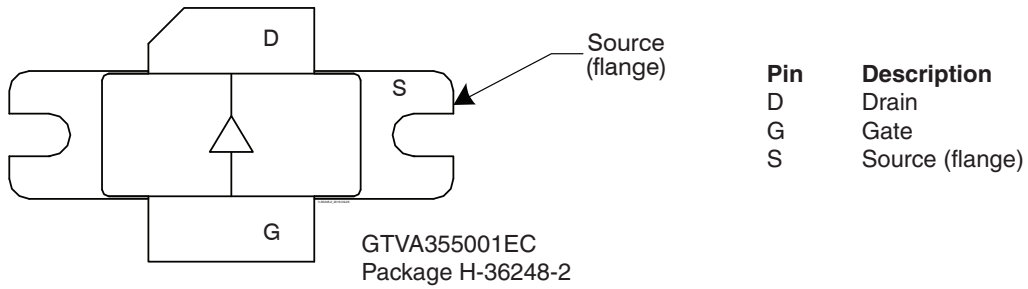 D
Source
(flange)
S
G
GTVA355001EC
Package H-36248-2
Pin Description
D Drain
G Gate
S Source (flange)